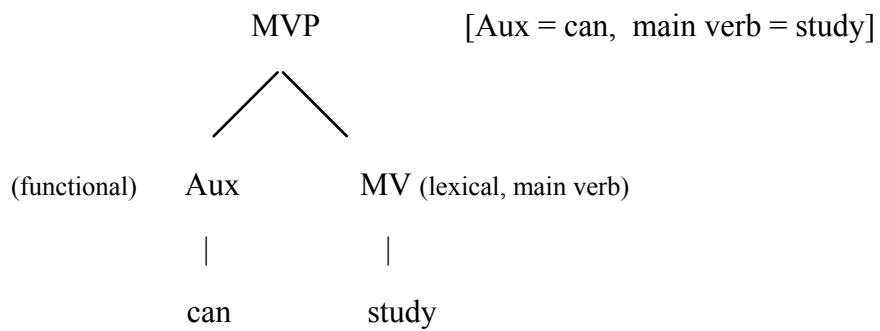 MVP [Aux = can, main verb = study]
(functional) Aux MV (lexical, main verb)
| |
can study